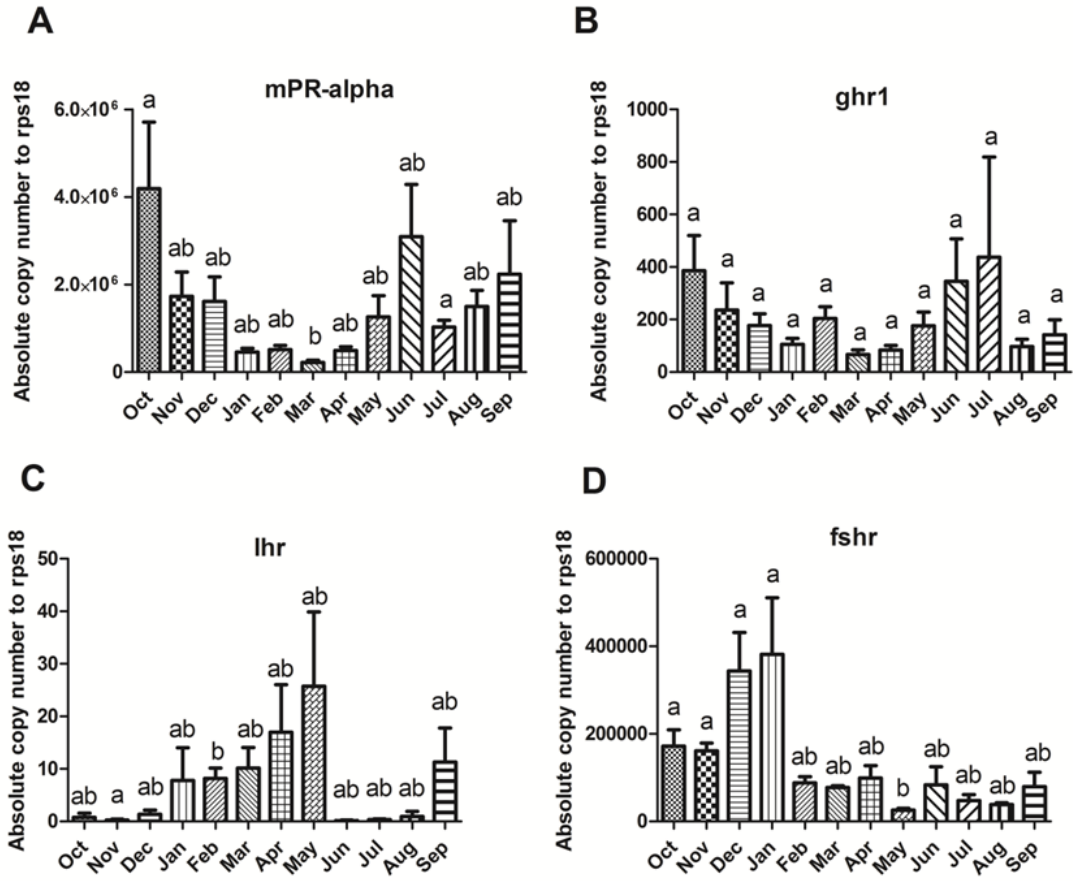 A
mPR-alpha
Absolute copy number to rps18
6.0×10⁶
4.0×10⁶
2.0×10⁶
0
a
ab
ab
ab
ab
b
ab
ab
ab
a
ab
ab
Oct
Nov
Dec
Jan
Feb
Mar
Apr
May
Jun
Jul
Aug
Sep
B
ghr1
Absolute copy number to rps18
1000
800
600
400
200
0
a
a
a
a
a
a
a
a
a
a
a
a
Oct
Nov
Dec
Jan
Feb
Mar
Apr
May
Jun
Jul
Aug
Sep
C
lhr
Absolute copy number to rps18
50
40
30
20
10
0
ab
a
ab
ab
b
ab
ab
ab
ab
ab
ab
ab
Oct
Nov
Dec
Jan
Feb
Mar
Apr
May
Jun
Jul
Aug
Sep
D
fshr
Absolute copy number to rps18
600000
400000
200000
0
a
a
a
a
ab
ab
ab
b
ab
ab
ab
ab
Oct
Nov
Dec
Jan
Feb
Mar
Apr
May
Jun
Jul
Aug
Sep